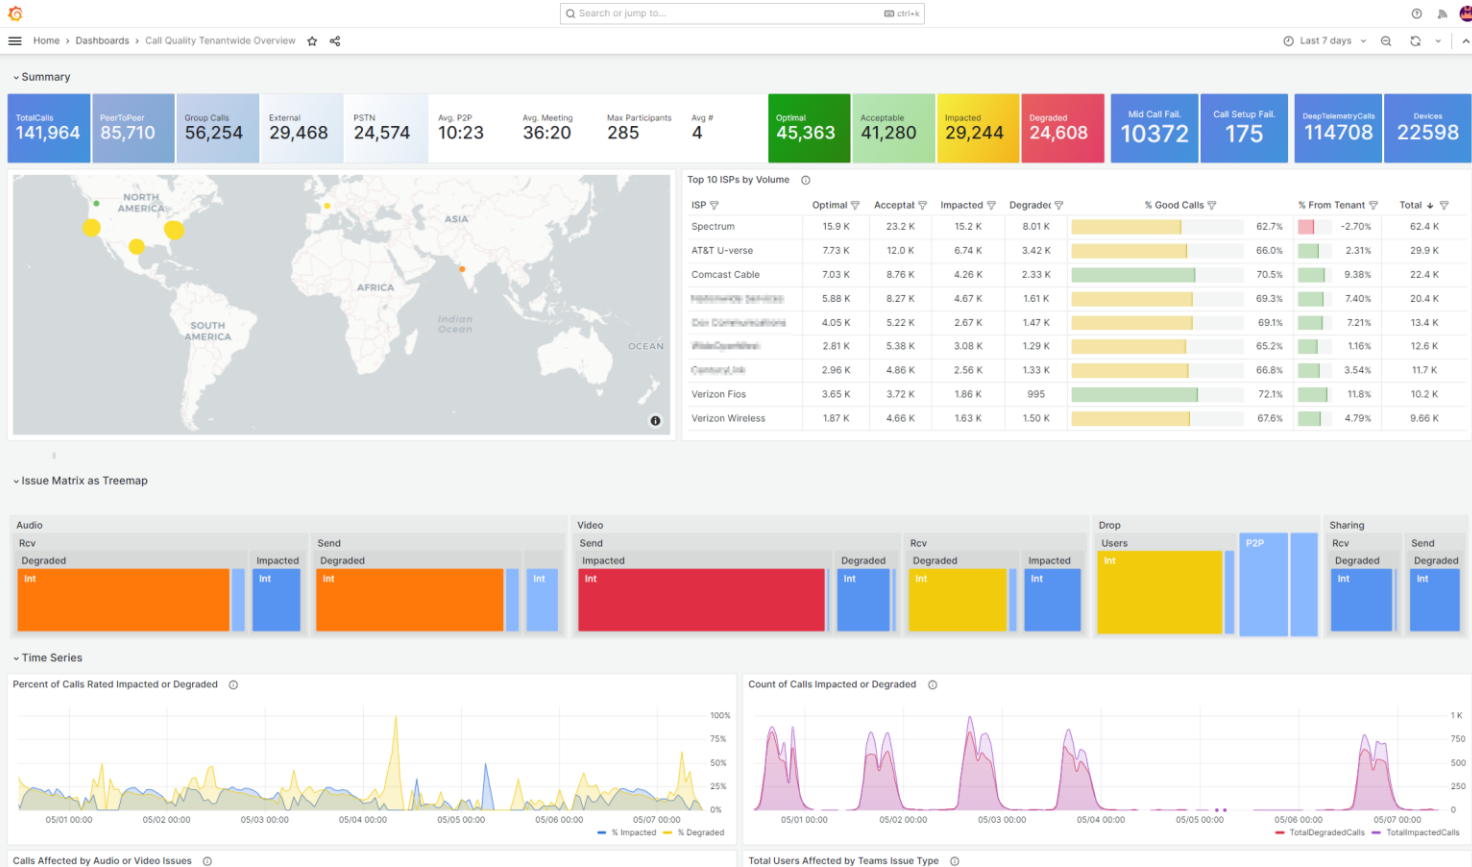 Search or jump to...
ctrl+k
Home › Dashboards › Call Quality Tenantwide Overview
Last 7 days
Summary
TotalCalls
141,964
PeerToPeer
85,710
Group Calls
56,254
External
29,468
PSTN
24,574
Avg. P2P
10:23
Avg. Meeting
36:20
Max Participants
285
Avg #
4
Optimal
45,363
Acceptable
41,280
Impacted
29,244
Degraded
24,608
Mid Call Fail.
10372
Call Setup Fail.
175
DeepTelemetryCalls
114708
Devices
22598
NORTH
AMERICA
ASIA
AFRICA
Indian
Ocean
SOUTH
AMERICA
OCEAN
Top 10 ISPs by Volume
ISP Optimal Acceptat Impacted Degradec % Good Calls % From Tenant Total
Spectrum 15.9 K 23.2 K 15.2 K 8.01 K 62.7% -2.70% 62.4 K
AT&T U-verse 7.73 K 12.0 K 6.74 K 3.42 K 66.0% 2.31% 29.9 K
Comcast Cable 7.03 K 8.76 K 4.26 K 2.33 K 70.5% 9.38% 22.4 K
5.88 K 8.27 K 4.67 K 1.61 K 69.3% 7.40% 20.4 K
4.05 K 5.22 K 2.67 K 1.47 K 69.1% 7.21% 13.4 K
2.81 K 5.38 K 3.08 K 1.29 K 65.2% 1.16% 12.6 K
2.96 K 4.86 K 2.56 K 1.33 K 66.8% 3.54% 11.7 K
Verizon Fios 3.65 K 3.72 K 1.86 K 995 72.1% 11.8% 10.2 K
Verizon Wireless 1.87 K 4.66 K 1.63 K 1.50 K 67.6% 4.79% 9.66 K
Issue Matrix as Treemap
Audio
Rcv
Degraded
Int
Impacted
Int
Send
Degraded
Int
Int
Video
Send
Impacted
Int
Degraded
Int
Rcv
Degraded
Int
Impacted
Int
Drop
Users
Int
P2P
Sharing
Rcv
Degraded
Int
Send
Degraded
Int
Time Series
Percent of Calls Rated Impacted or Degraded
100%
75%
50%
25%
0%
05/01 00:00 05/02 00:00 05/03 00:00 05/04 00:00 05/05 00:00 05/06 00:00 05/07 00:00
% Impacted % Degraded
Count of Calls Impacted or Degraded
1 K
750
500
250
0
05/01 00:00 05/02 00:00 05/03 00:00 05/04 00:00 05/05 00:00 05/06 00:00 05/07 00:00
TotalDegradedCalls TotalImpactedCalls
Calls Affected by Audio or Video Issues
Total Users Affected by Teams Issue Type